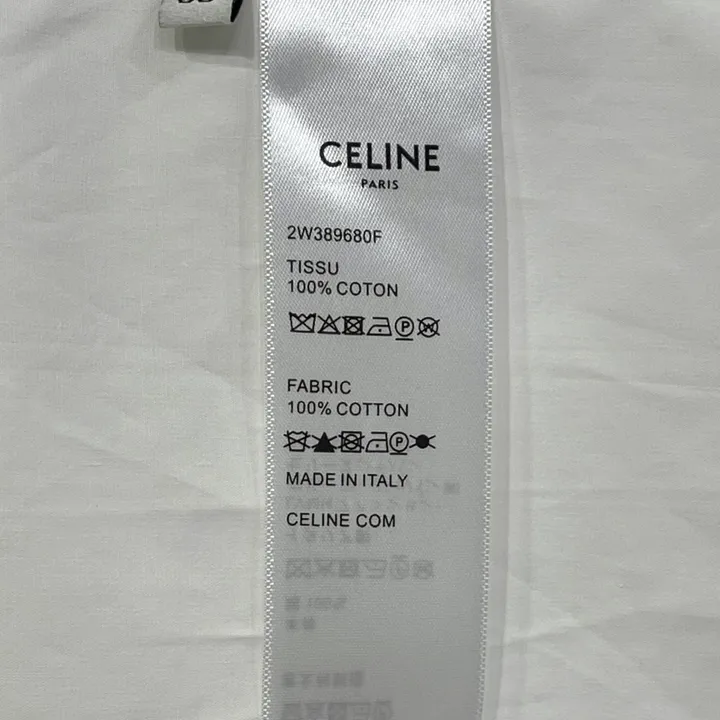 CELINE
PARIS
2W389680F
TISSU
100% COTON
FABRIC
100% COTTON
MADE IN ITALY
CELINE COM